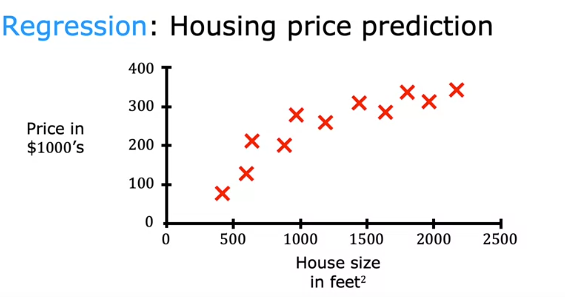 Regression: Housing price prediction
400
300
200
100
0
Price in
$1000's
0 500 1000 1500 2000 2500
House size
in feet²